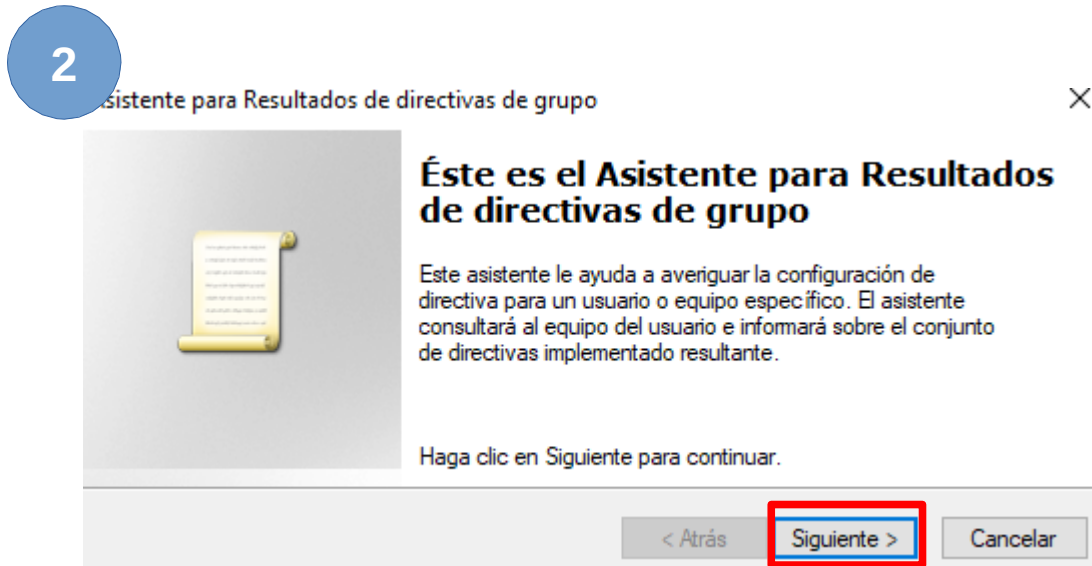 2
sistente para Resultados de directivas de grupo
Éste es el Asistente para Resultados
de directivas de grupo
Este asistente le ayuda a averiguar la configuración de
directiva para un usuario o equipo específico. El asistente
consultará al equipo del usuario e informará sobre el conjunto
de directivas implementado resultante.
Haga clic en Siguiente para continuar.
< Atrás Siguiente > Cancelar